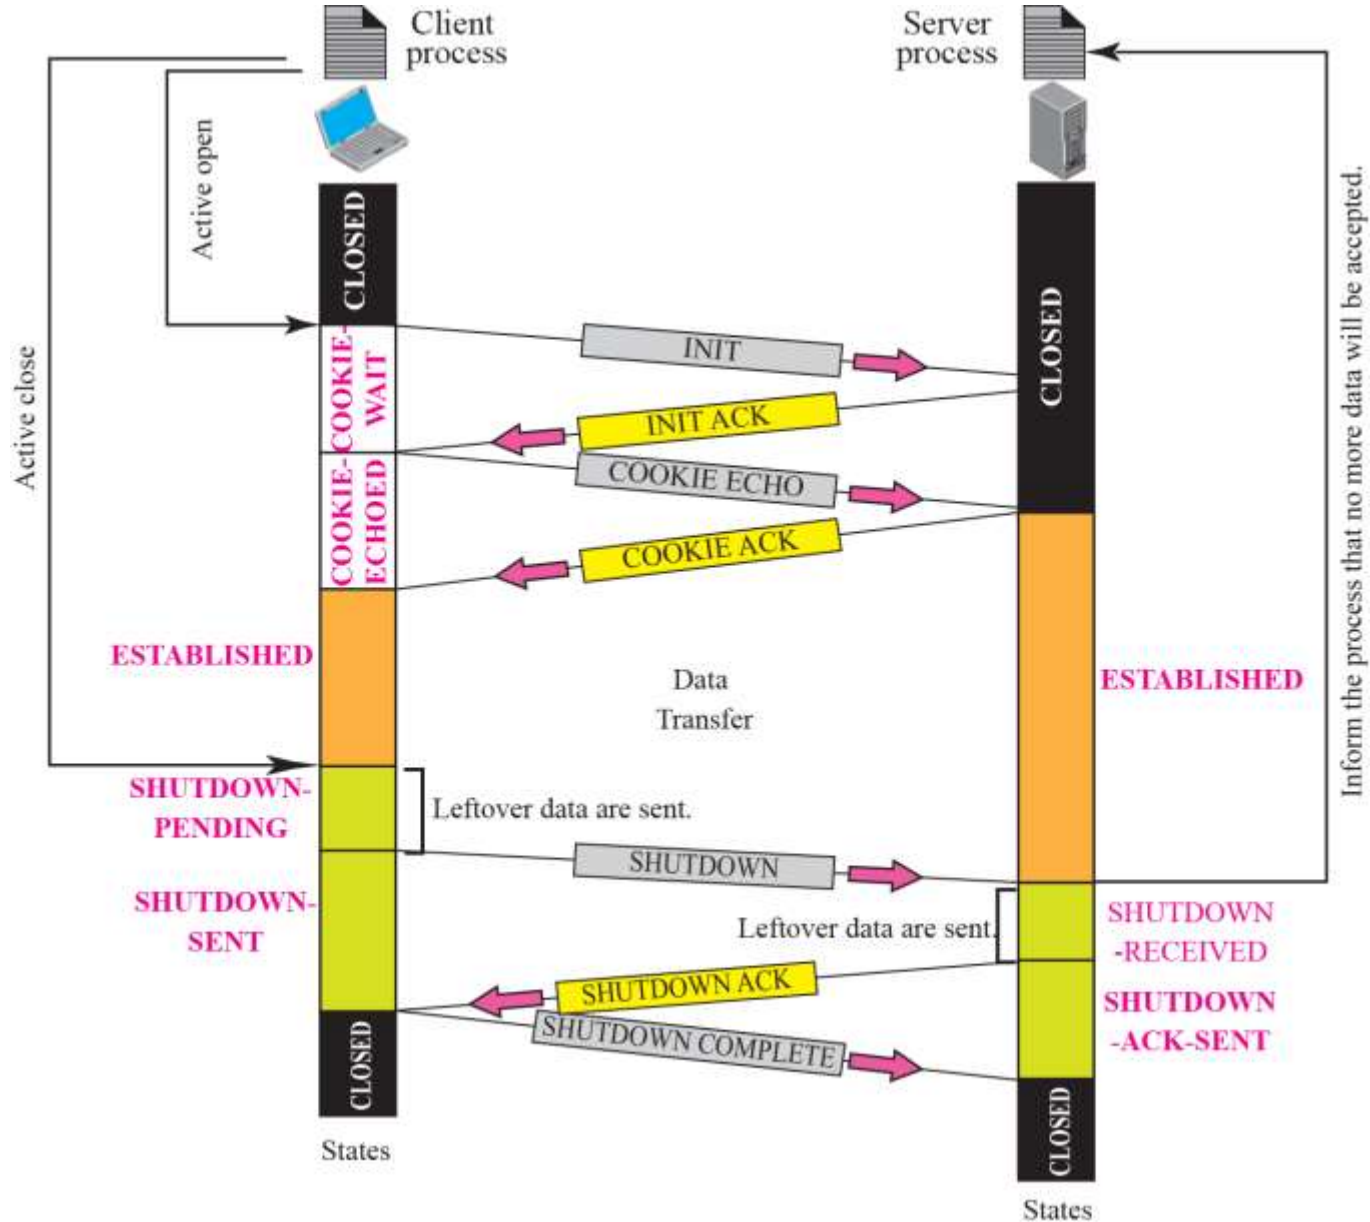 Client
process
Server
process
Active open
Active close
Inform the process that no more data will be accepted.
CLOSED
CLOSED
INIT
COOKIE-
WAIT
INIT ACK
COOKIE ECHO
COOKIE-
ECHOED
COOKIE ACK
ESTABLISHED
Data
Transfer
ESTABLISHED
SHUTDOWN-
PENDING
Leftover data are sent.
SHUTDOWN
SHUTDOWN-
SENT
Leftover data are sent.
SHUTDOWN
-RECEIVED
SHUTDOWN ACK
SHUTDOWN
-ACK-SENT
SHUTDOWN COMPLETE
CLOSED
CLOSED
States
States